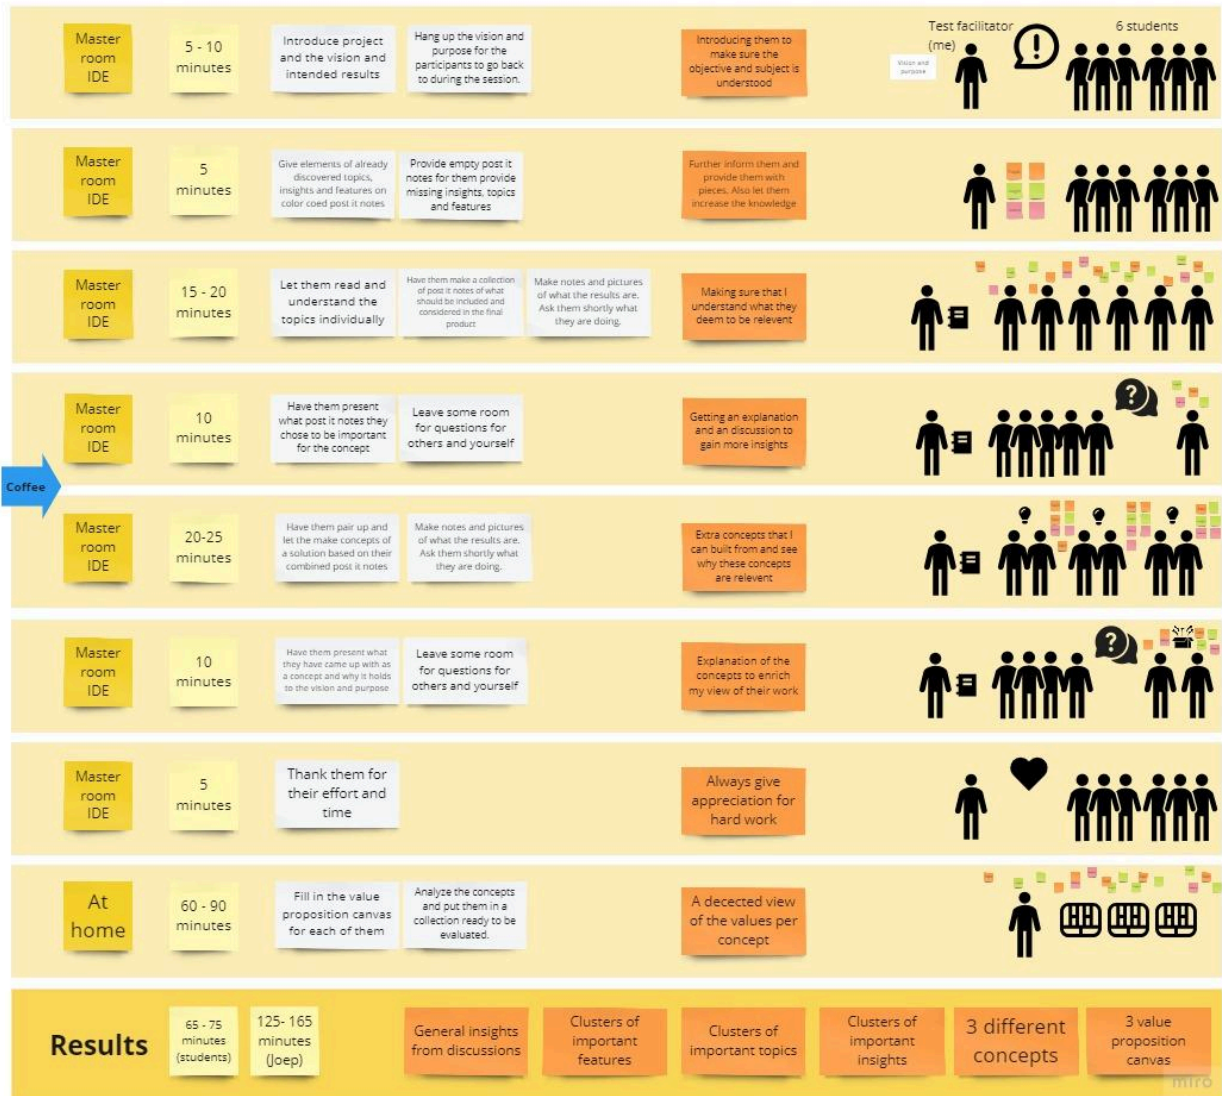 Master
room
IDE
5 - 10
minutes
Introduce project
and the vision and
intended results
Hang up the vision and
purpose for the
participants to go back
to during the session.
Introducing them to
make sure the
objective and subject is
understood
Test facilitator
(me)
Vision and
purpose
6 students
Master
room
IDE
5
minutes
Give elements of already
discovered topics,
insights and features on
color coed post it notes
Provide empty post it
notes for them provide
missing insights, topics
and features
Further inform them and
provide them with
pieces. Also let them
increase the knowledge
Master
room
IDE
15 - 20
minutes
Let them read and
understand the
topics individually
Have them make a collection
of post it notes of what
should be included and
considered in the final
product
Make notes and pictures
of what the results are.
Ask them shortly what
they are doing.
Making sure that I
understand what they
deem to be relevent
Master
room
IDE
10
minutes
Have them present
what post it notes they
chose to be important
for the concept
Leave some room
for questions for
others and yourself
Getting an explanation
and an discussion to
gain more insights
Coffee
Master
room
IDE
20-25
minutes
Have them pair up and
let the make concepts of
a solution based on their
combined post it notes
Make notes and pictures
of what the results are.
Ask them shortly what
they are doing.
Extra concepts that I
can built from and see
why these concepts
are relevent
Master
room
IDE
10
minutes
Have them present what
they have came up with as
a concept and why it holds
to the vision and purpose
Leave some room
for questions for
others and yourself
Explanation of the
concepts to enrich
my view of their work
Master
room
IDE
5
minutes
Thank them for
their effort and
time
Always give
appreciation for
hard work
At
home
60 - 90
minutes
Fill in the value
proposition canvas
for each of them
Analyze the concepts
and put them in a
collection ready to be
evaluated.
A decected view
of the values per
concept
Results
65 - 75
minutes
(students)
125- 165
minutes
(Joep)
General insights
from discussions
Clusters of
important
features
Clusters of
important topics
Clusters of
important
insights
3 different
concepts
3 value
proposition
canvas
miro